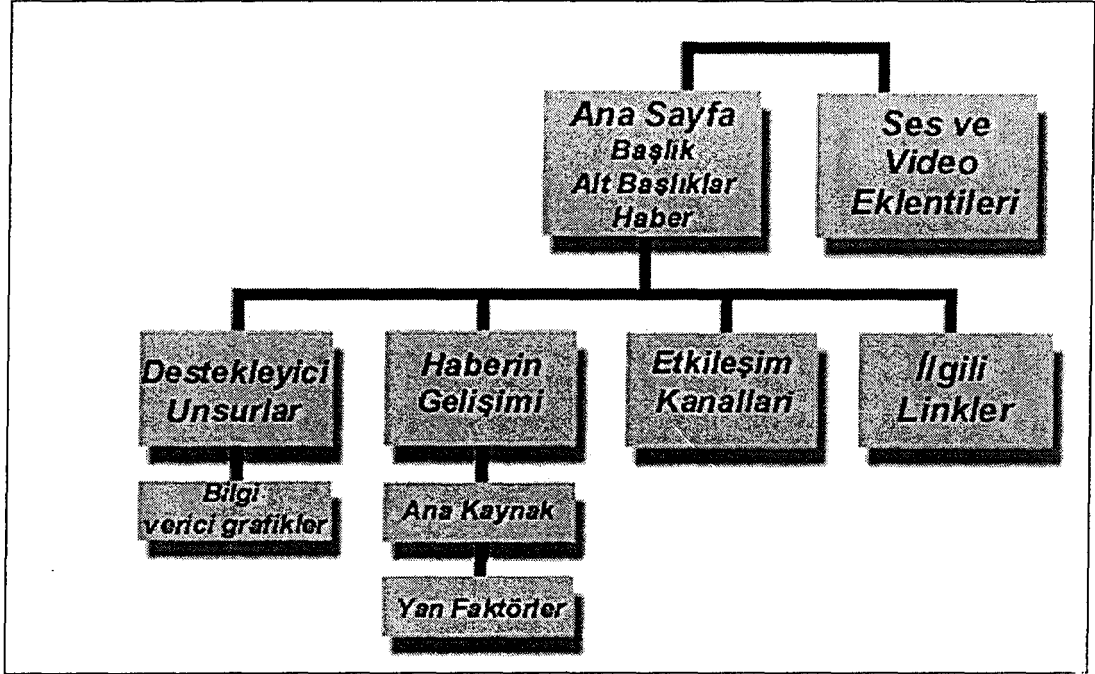 Ana Sayfa
Başlık
Alt Başlıklar
Haber
Ses ve
Video
Eklentileri
Destekleyici
Unsurlar
Haberin
Gelişimi
Etkileşim
Kanalları
İlgili
Linkler
Bilgi
verici grafikler
Ana Kaynak
Yan Faktörler